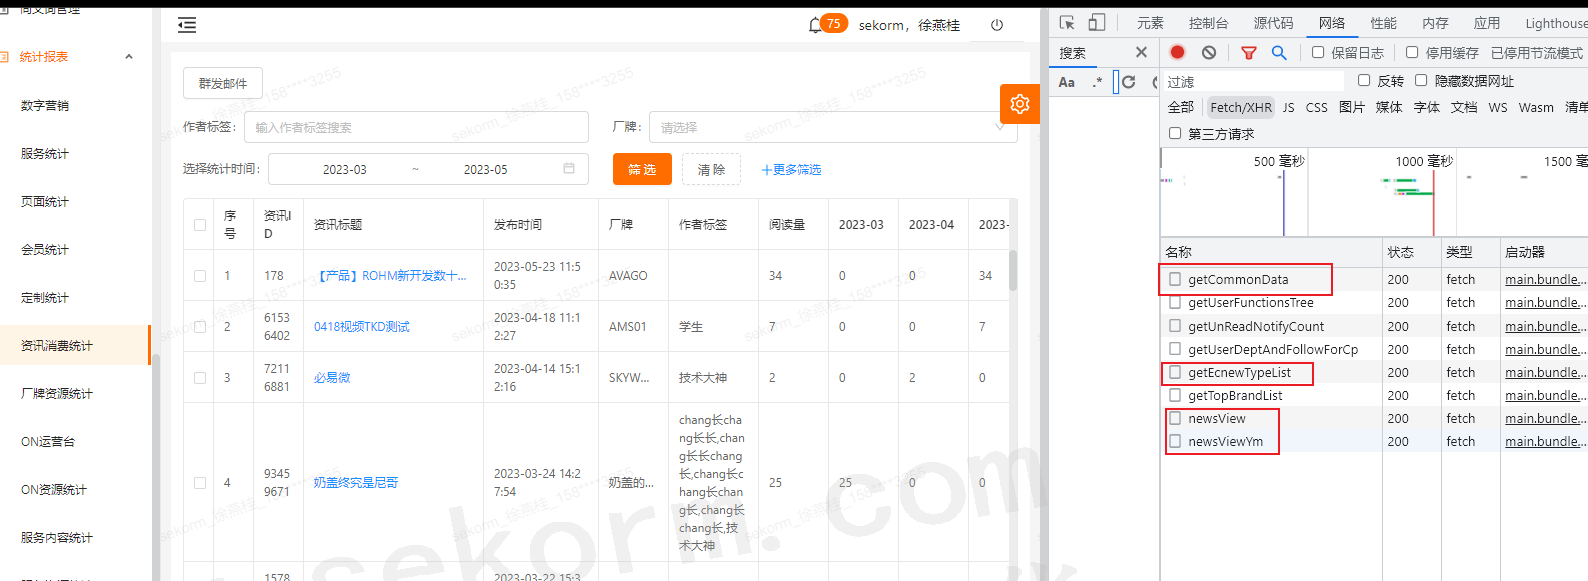 统计报表
数字营销
服务统计
页面统计
会员统计
定制统计
资讯消费统计
厂牌资源统计
ON运营台
ON资源统计
服务内容统计
75
sekorm，徐燕桂
群发邮件
作者标签：
输入作者标签搜索
厂牌：
请选择
选择统计时间：
2023-03
~
2023-05
筛 选
清 除
+更多筛选
序号 资讯ID 资讯标题 发布时间 厂牌 作者标签 阅读量 2023-03 2023-04 2023-
1 178 【产品】ROHM新开发数十... 2023-05-23 11:50:35 AVAGO 34 0 0 34
2 61536402 0418视频TKD测试 2023-04-18 11:12:27 AMS01 学生 7 0 0 7
3 72116881 必易微 2023-04-14 15:12:16 SKYW... 技术大神 2 0 2 0
4 93459671 奶盖终究是尼哥 2023-03-24 14:27:54 奶盖的... 25 25 0 0
chang长cha
ng长长,chan
g长长chang
长,chang长c
hang长chan
g长,chang长
chang长,技
术大神
1578
2023-03-22 15:3
sekorm_徐燕桂_158****3255
sekorm.com
元素 控制台 源代码 网络 性能 内存 应用 Lighthouse
搜索
保留日志 停用缓存 已停用节流模式
Aa .*
过滤
反转 隐藏数据网址
全部 Fetch/XHR JS CSS 图片 媒体 字体 文档 WS Wasm 清单
第三方请求
500 毫秒 1000 毫秒 1500 毫
名称 状态 类型 启动器
getCommonData 200 fetch main.bundle...
getUserFunctionsTree 200 fetch main.bundle...
getUnReadNotifyCount 200 fetch main.bundle...
getUserDeptAndFollowForCp 200 fetch main.bundle...
getEcnewTypeList 200 fetch main.bundle...
getTopBrandList 200 fetch main.bundle...
newsView 200 fetch main.bundle...
newsViewYm 200 fetch main.bundle...